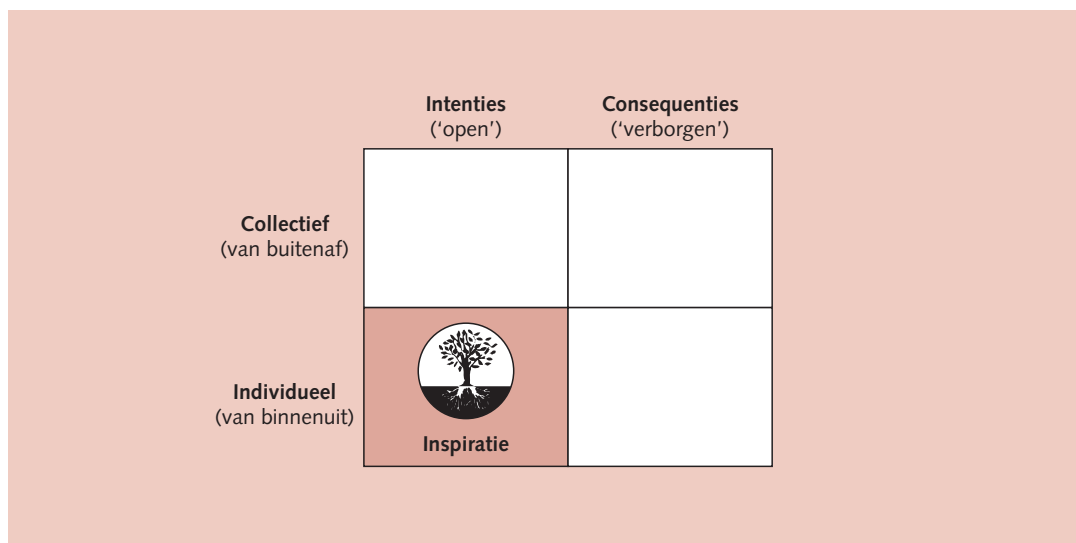 Intenties
(‘open’)
Consequenties
(‘verborgen’)
Collectief
(van buitenaf)
Individueel
(van binnenuit)
Inspiratie